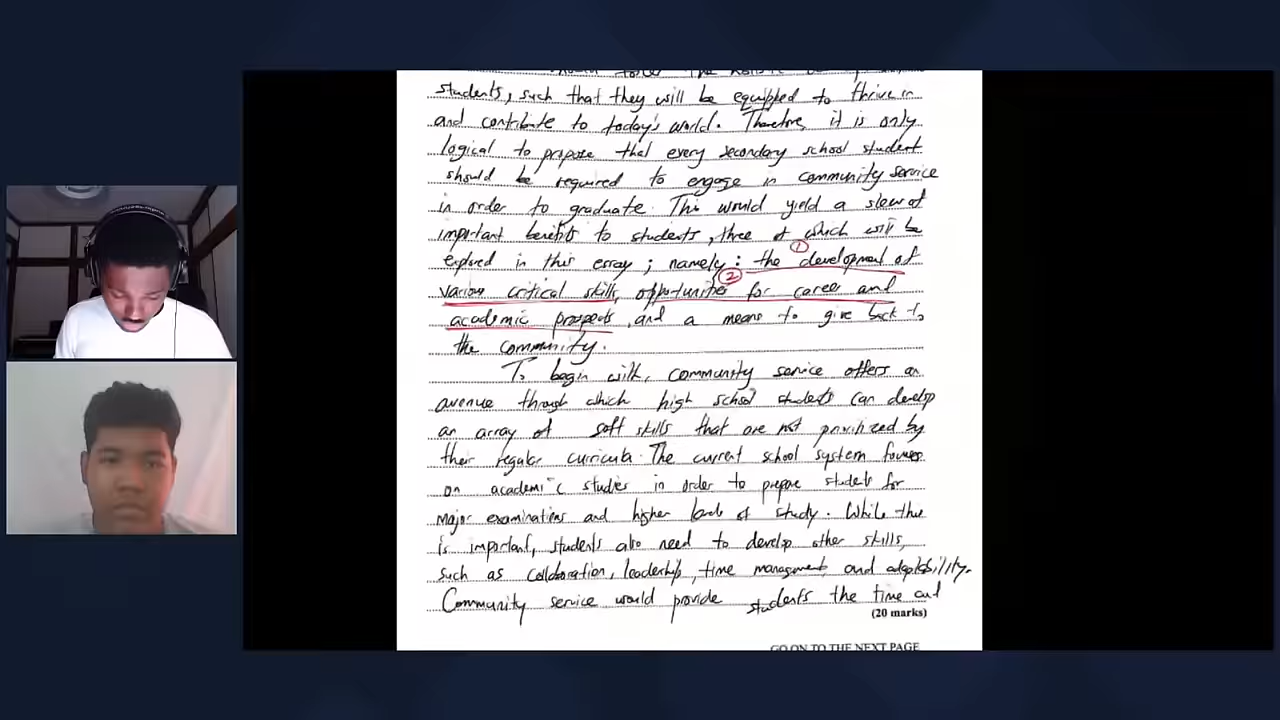 students, such that they will be equipped to thrive in
and contribute to today's world. Therefore, it is only
logical to propose that every secondary school student
should be required to engage in community service
in order to graduate. This would yield a slew of
important benefits to students, three of which will be
explored in this essay; namely: the development of
various critical skills, opportunities for career and
academic prospects, and a means to give back to
the community.
To begin with, community service offers an
avenue through which high school students can develop
an array of soft skills that are not privilized by
their regular curricula. The current school system focuses
on academic studies in order to prepare students for
major examinations and higher levels of study. While this
is important, students also need to develop other skills,
such as collaboration, leadership, time management, and adaptability.
Community service would provide students the time and
(20 marks)
GO ON TO THE NEXT PAGE
1
2